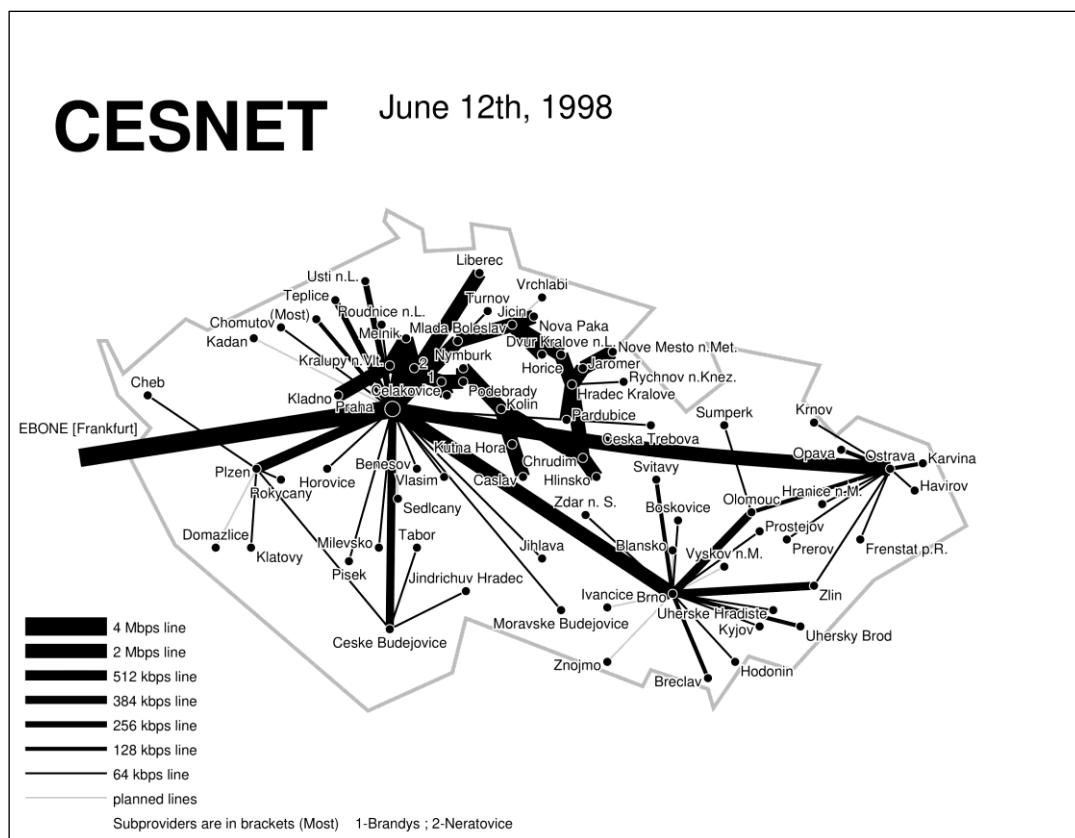 CESNET
June 12th, 1998
Liberec
Usti n.L.
Vrchlabi
Teplice
Turnov
Roudnice n.L.
Jicin
(Most)
Chomutov
Melnik
Mlada Boleslav
Nova Paka
Kadan
Dvur Kralove n.L.
Nove Mesto n.Met.
Kralupy n.Vlt.
2
Nymburk
Horice
Jaromer
1
Rychnov n.Knez.
Cheb
Celakovice
Podebrady
Hradec Kralove
Kladno
Praha
Kolin
Pardubice
Sumperk
Krnov
EBONE [Frankfurt]
Kutna Hora
Ceska Trebova
Opava
Ostrava
Karvina
Plzen
Benesov
Chrudim
Svitavy
Rokycany
Horovice
Vlasim
Caslav
Hlinsko
Havirov
Hranice n.M.
Sedlcany
Zdar n. S.
Boskovice
Olomouc
Domazlice
Klatovy
Milevsko
Tabor
Jihlava
Blansko
Prostejov
Prerov
Frenstat p.R.
Vyskov n.M.
Pisek
Jindrichuv Hradec
Ivancice
Brno
Zlin
Moravske Budejovice
Uherske Hradiste
Kyjov
Uhersky Brod
Ceske Budejovice
Znojmo
Hodonin
Breclav
4 Mbps line
2 Mbps line
512 kbps line
384 kbps line
256 kbps line
128 kbps line
64 kbps line
planned lines
Subproviders are in brackets (Most) 1-Brandys ; 2-Neratovice